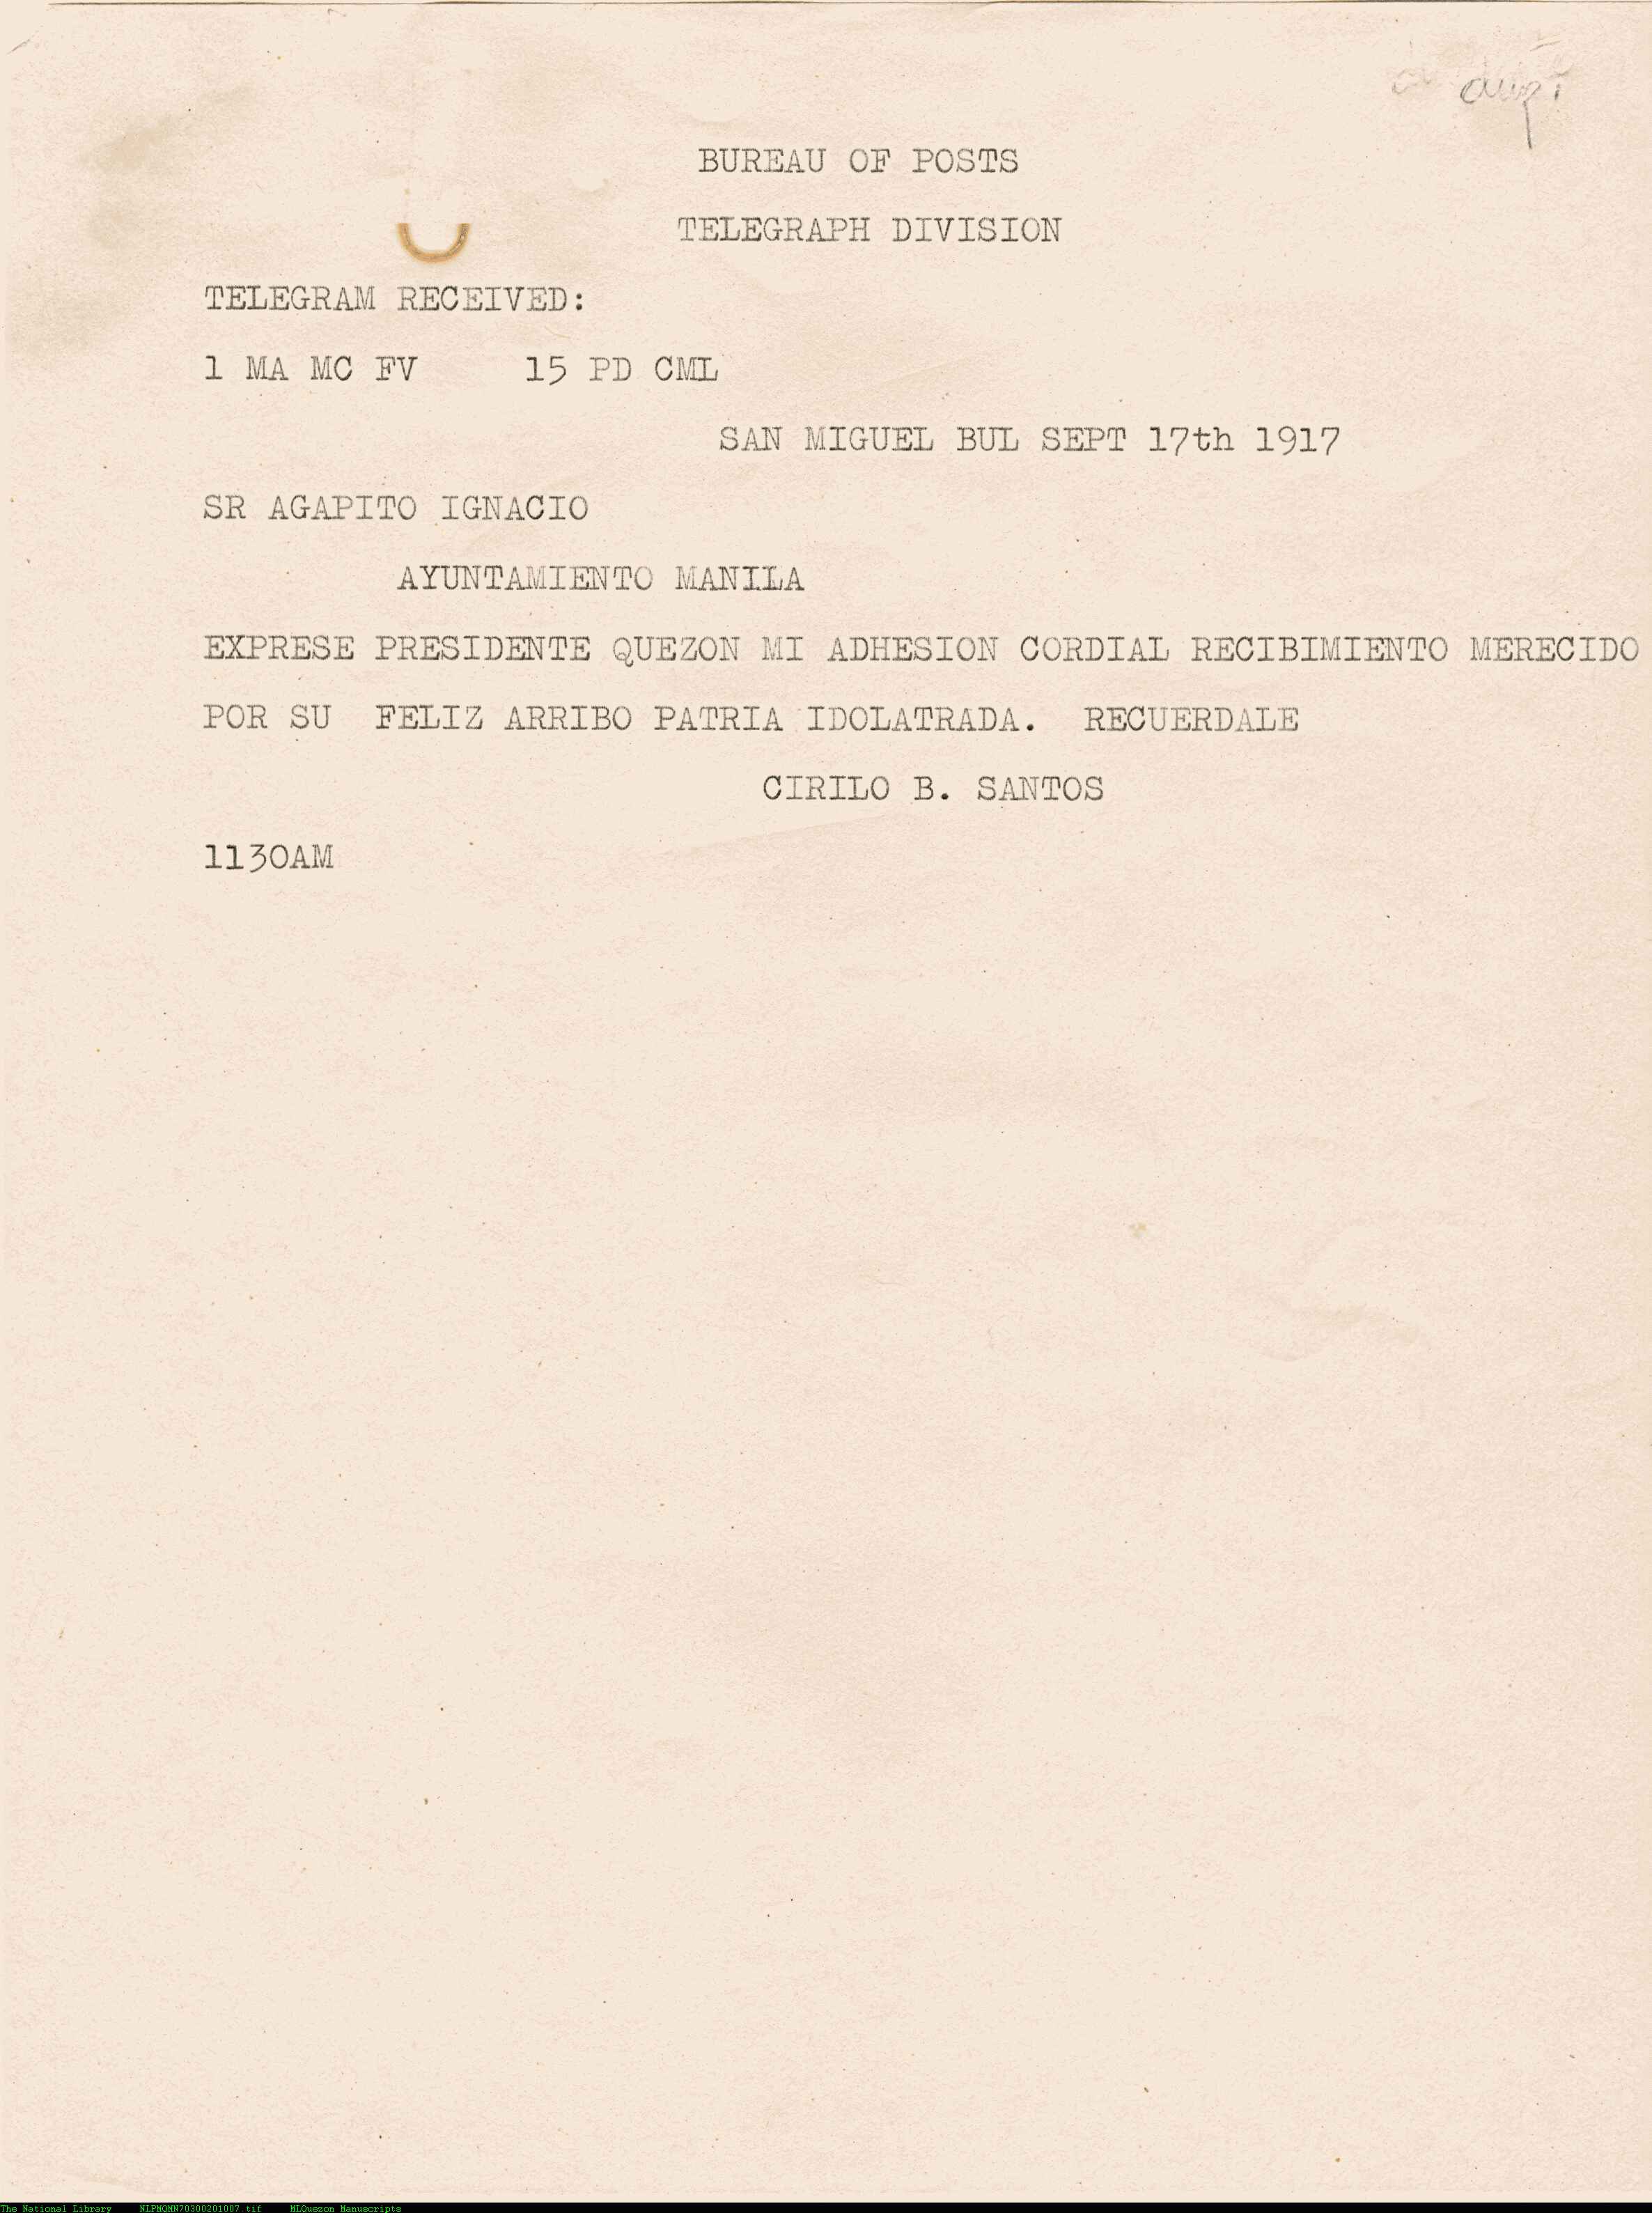 BUREAU OF POSTS
TELEGRAPH DIVISION
TELEGRAM RECEIVED:
1 MA MC FV     15 PD CML
SAN MIGUEL BUL SEPT 17th 1917
SR AGAPITO IGNACIO
AYUNTAMIENTO MANILA
EXPRESE PRESIDENTE QUEZON MI ADHESION CORDIAL RECIBIMIENTO MERECIDO
POR SU  FELIZ ARRIBO PATRIA IDOLATRADA.  RECUERDALE
CIRILO B. SANTOS
1130AM
The National Library     NLPMQMN70300201007.tif     MLQuezon Manuscripts